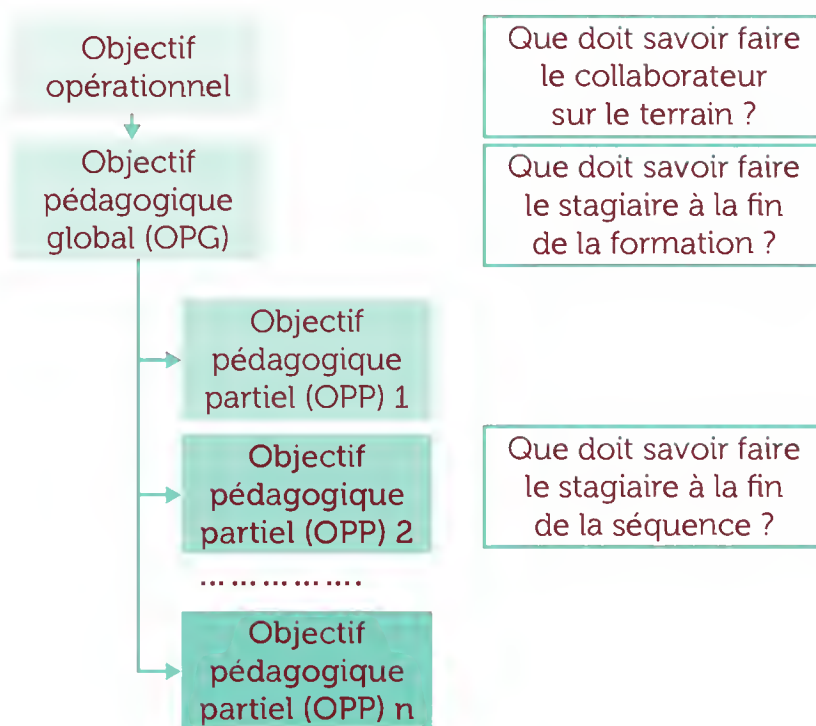 Objectif
opérationnel
Que doit savoir faire
le collaborateur
sur le terrain ?
Objectif
pédagogique
global (OPG)
Que doit savoir faire
le stagiaire à la fin
de la formation ?
Objectif
pédagogique
partiel (OPP) 1
Objectif
pédagogique
partiel (OPP) 2
Que doit savoir faire
le stagiaire à la fin
de la séquence ?
... ... ... ... ... ....
Objectif
pédagogique
partiel (OPP) n